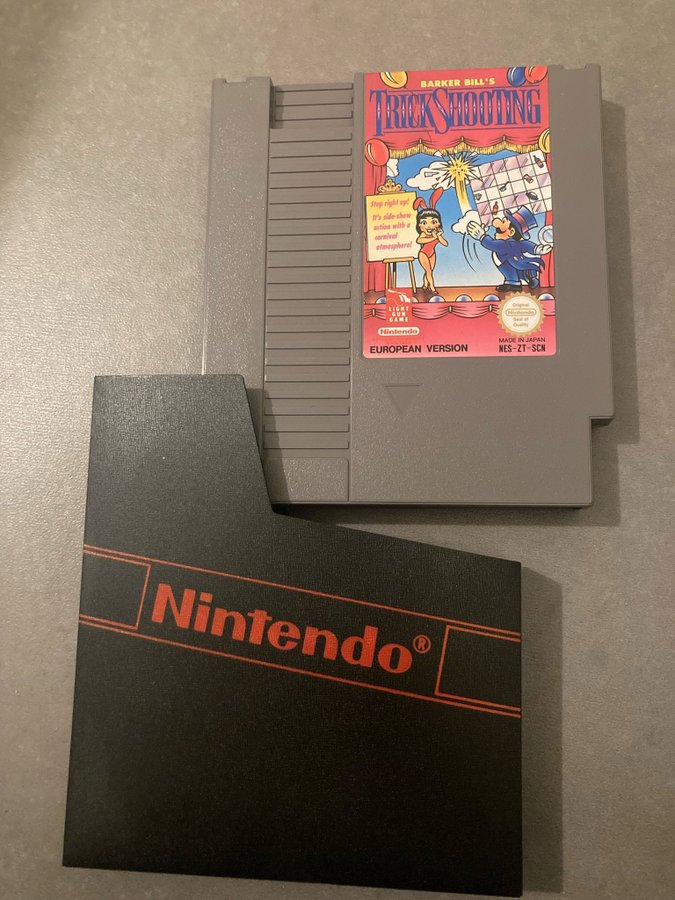 BARKER BILL'S
TRICK SHOOTING
Step right up!
It's side-show
action with a
carnival
atmosphere!
LIGHT
GUN
GAME
Nintendo
Original
Nintendo
Seal of
Quality
EUROPEAN VERSION
MADE IN JAPAN
NES-ZT-SCN
Nintendo®